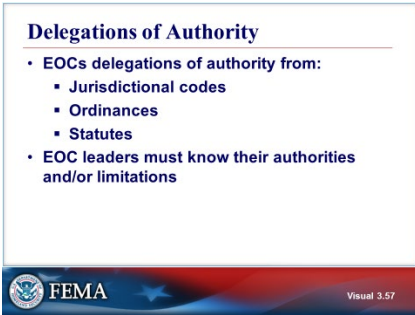 Delegations of Authority
• EOCs delegations of authority from:
▪ Jurisdictional codes
▪ Ordinances
▪ Statutes
• EOC leaders must know their authorities
and/or limitations
FEMA
Visual 3.57